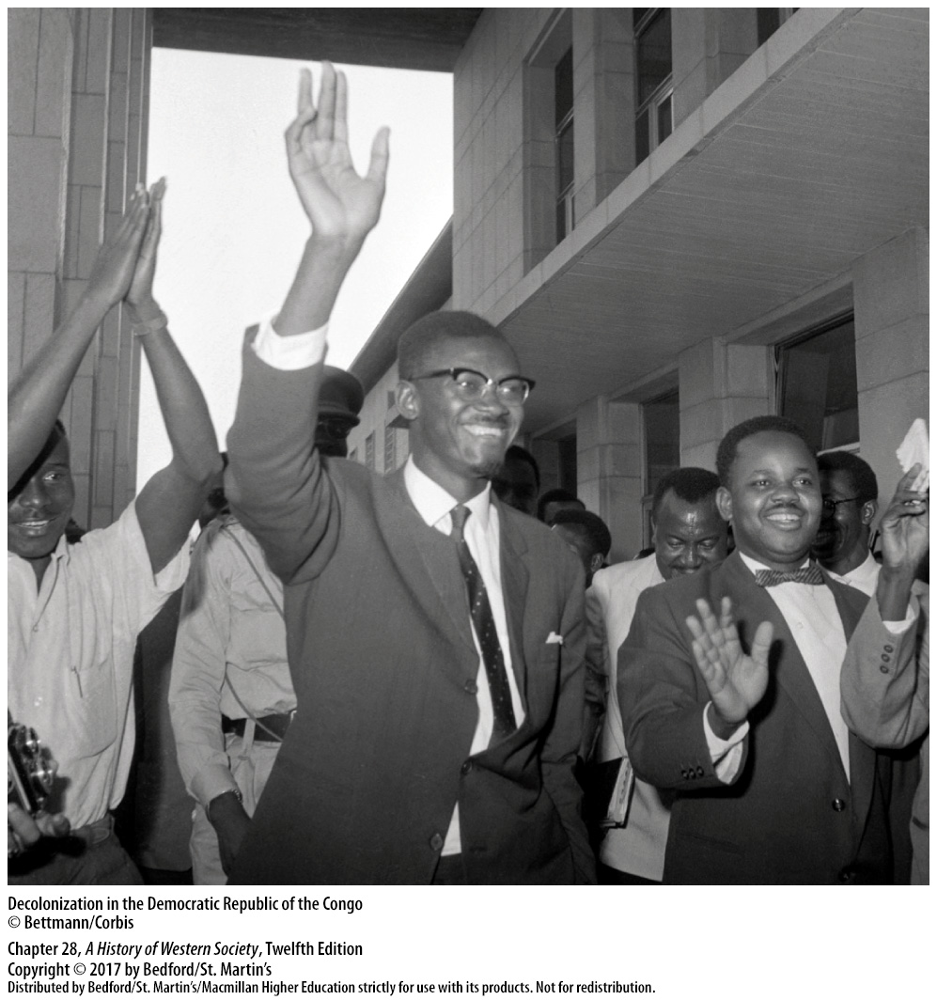 Decolonization in the Democratic Republic of the Congo
© Bettmann/Corbis
Chapter 28, A History of Western Society, Twelfth Edition
Copyright © 2017 by Bedford/St. Martin's
Distributed by Bedford/St. Martin's/Macmillan Higher Education strictly for use with its products. Not for redistribution.